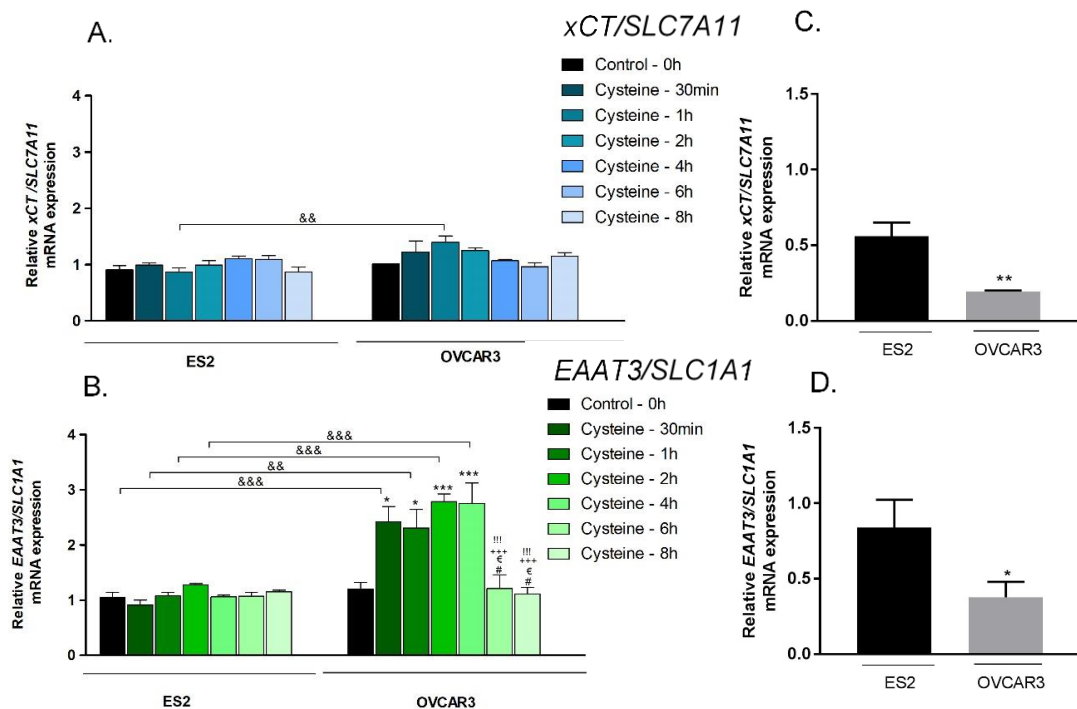 A.
xCT/SLC7A11
Control - 0h
Cysteine - 30min
Cysteine - 1h
Cysteine - 2h
Cysteine - 4h
Cysteine - 6h
Cysteine - 8h
Relative xCT/SLC7A11
mRNA expression
4
3
2
1
0
&&
ES2
OVCAR3
C.
Relative xCT/SLC7A11
mRNA expression
1.5
1.0
0.5
0.0
**
ES2
OVCAR3
B.
EAAT3/SLC1A1
Control - 0h
Cysteine - 30min
Cysteine - 1h
Cysteine - 2h
Cysteine - 4h
Cysteine - 6h
Cysteine - 8h
Relative EAAT3/SLC1A1
mRNA expression
4
3
2
1
0
&&&
&&&
&&
&&&
*
*
***
***
!!!
+++
€
#
!!!
+++
€
#
ES2
OVCAR3
D.
Relative EAAT3/SLC1A1
mRNA expression
1.5
1.0
0.5
0.0
*
ES2
OVCAR3